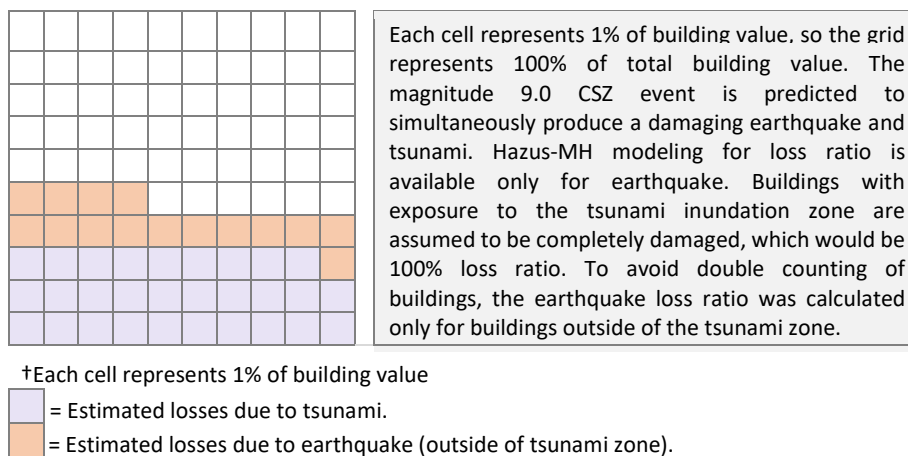 Each cell represents 1% of building value, so the grid
represents 100% of total building value. The
magnitude 9.0 CSZ event is predicted to
simultaneously produce a damaging earthquake and
tsunami. Hazus-MH modeling for loss ratio is
available only for earthquake. Buildings with
exposure to the tsunami inundation zone are
assumed to be completely damaged, which would be
100% loss ratio. To avoid double counting of
buildings, the earthquake loss ratio was calculated
only for buildings outside of the tsunami zone.
†Each cell represents 1% of building value
= Estimated losses due to tsunami.
= Estimated losses due to earthquake (outside of tsunami zone).